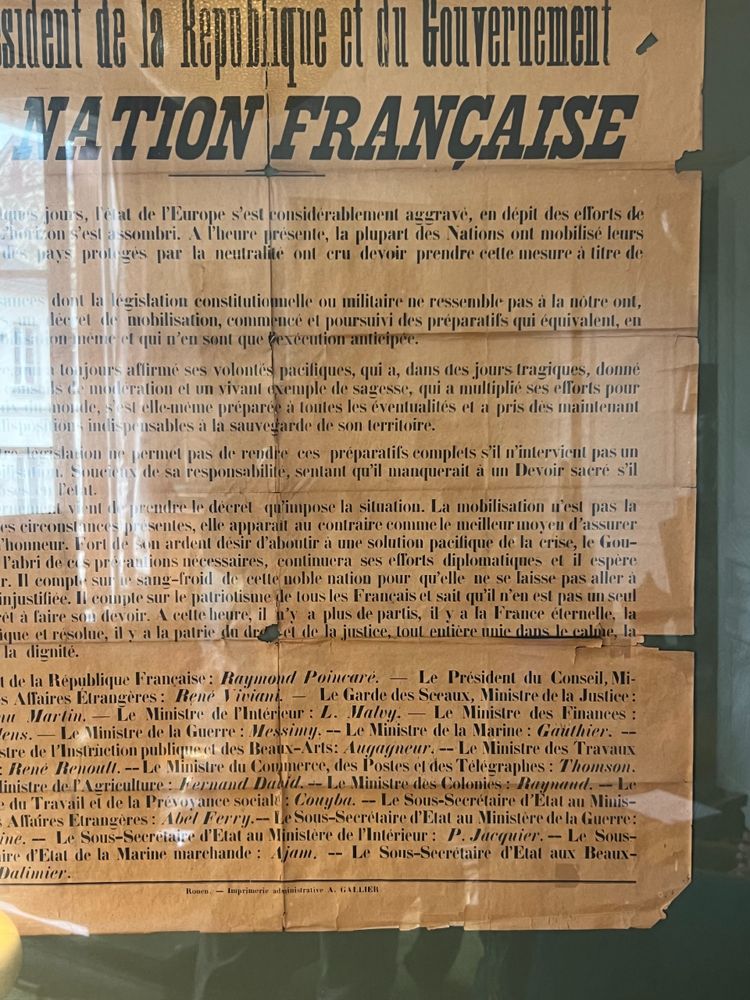 sident de la République et du Gouvernement
NATION FRANÇAISE
ques jours, l'état de l'Europe s'est considérablement aggravé, en dépit des efforts de
l'horizon s'est assombri. A l'heure présente, la plupart des Nations ont mobilisé leurs
des pays protégés par la neutralité ont cru devoir prendre cette mesure à titre de
sances dont la législation constitutionnelle ou militaire ne ressemble pas à la nôtre ont,
un décret de mobilisation, commencé et poursuivi des préparatifs qui équivalent, en
même et qui n'en sont que l'exécution anticipée.
toujours affirmé ses volontés pacifiques, qui a, dans des jours tragiques, donné
de modération et un vivant exemple de sagesse, qui a multiplié ses efforts pour
monde, s'est elle-même préparée à toutes les éventualités et a pris dès maintenant
dispositions indispensables à la sauvegarde de son territoire.
législation ne permet pas de rendre ces préparatifs complets s'il n'intervient pas un
Soucieux de sa responsabilité, sentant qu'il manquerait à un Devoir sacré s'il
l'état.
vient de prendre le décret qu'impose la situation. La mobilisation n'est pas la
es circonstances présentes, elle apparaît au contraire comme le meilleur moyen d'assurer
l'honneur. Fort de son ardent désir d'aboutir à une solution pacifique de la crise, le Gou-
l'abri de ces précautions nécessaires, continuera ses efforts diplomatiques et il espère
r. Il compte sur le sang-froid de cette noble nation pour qu'elle ne se laisse pas aller à
injustifiée. Il compte sur le patriotisme de tous les Français et sait qu'il n'en est pas un seul
rêt à faire son devoir. A cette heure, il n'y a plus de partis, il y a la France éternelle, la
ique et résolue, il y a la patrie du droit et de la justice, tout entière unie dans le calme, la
la dignité.
t de la République Française : Raymond Poincaré. — Le Président du Conseil, Mi-
s Affaires Etrangères : René Viviani. — Le Garde des Sceaux, Ministre de la Justice :
nu Martin. — Le Ministre de l'Intérieur : L. Malvy. — Le Ministre des Finances :
lens. — Le Ministre de la Guerre : Messimy. -- Le Ministre de la Marine : Gauthier. --
stre de l'Instruction publique et des Beaux-Arts: Augagneur. -- Le Ministre des Travaux
: René Renoult. -- Le Ministre du Commerce, des Postes et des Télégraphes : Thomson.
inistre de l'Agriculture : Fernand David. -- Le Ministre des Colonies : Raynaud. -- Le
e du Travail et de la Prévoyance sociale : Couyba. -- Le Sous-Secrétaire d'Etat au Minis-
s Affaires Etrangères : Abel Ferry. -- Le Sous-Secrétaire d'Etat au Ministère de la Guerre:
iné. -- Le Sous-Secrétaire d'Etat au Ministère de l'Intérieur : P. Jacquier. -- Le Sous-
ire d'Etat de la Marine marchande : Ajam. -- Le Sous-Secrétaire d'Etat aux Beaux-
Dalimier.
Rouen. — Imprimerie administrative A. GALLIER